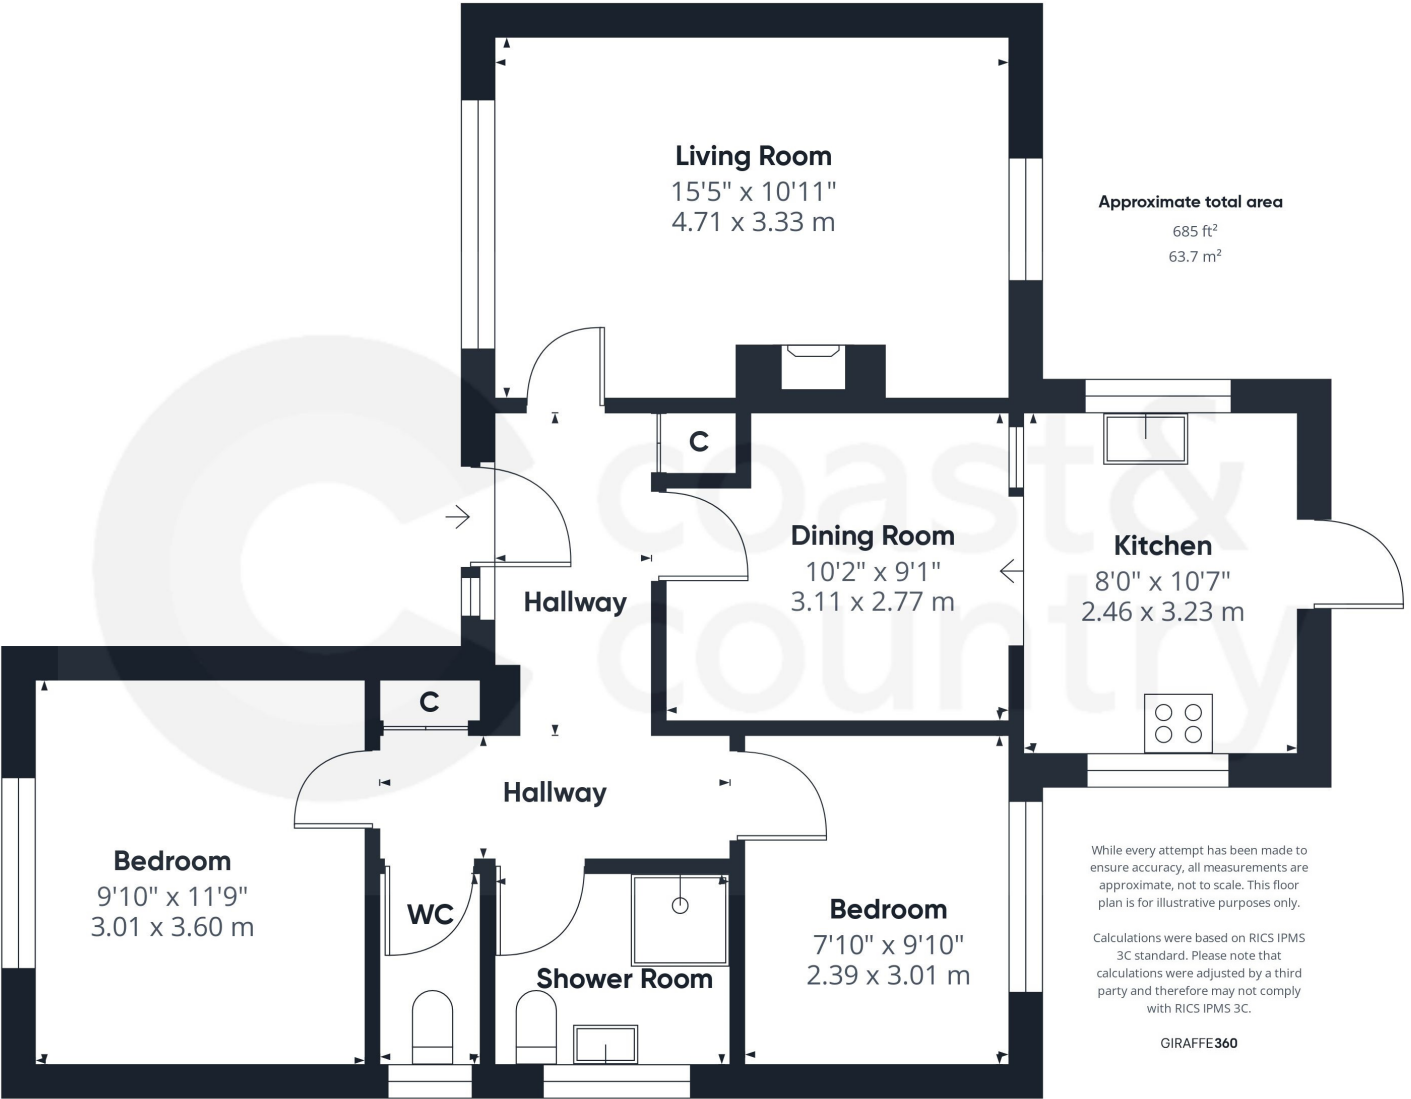 Living Room
15'5" x 10'11"
4.71 x 3.33 m
Approximate total area
685 ft²
63.7 m²
C
coast &
country
Dining Room
10'2" x 9'1"
3.11 x 2.77 m
Kitchen
8'0" x 10'7"
2.46 x 3.23 m
Hallway
C
Hallway
Bedroom
9'10" x 11'9"
3.01 x 3.60 m
WC
Shower Room
Bedroom
7'10" x 9'10"
2.39 x 3.01 m
While every attempt has been made to
ensure accuracy, all measurements are
approximate, not to scale. This floor
plan is for illustrative purposes only.
Calculations were based on RICS IPMS
3C standard. Please note that
calculations were adjusted by a third
party and therefore may not comply
with RICS IPMS 3C.
GIRAFFE360